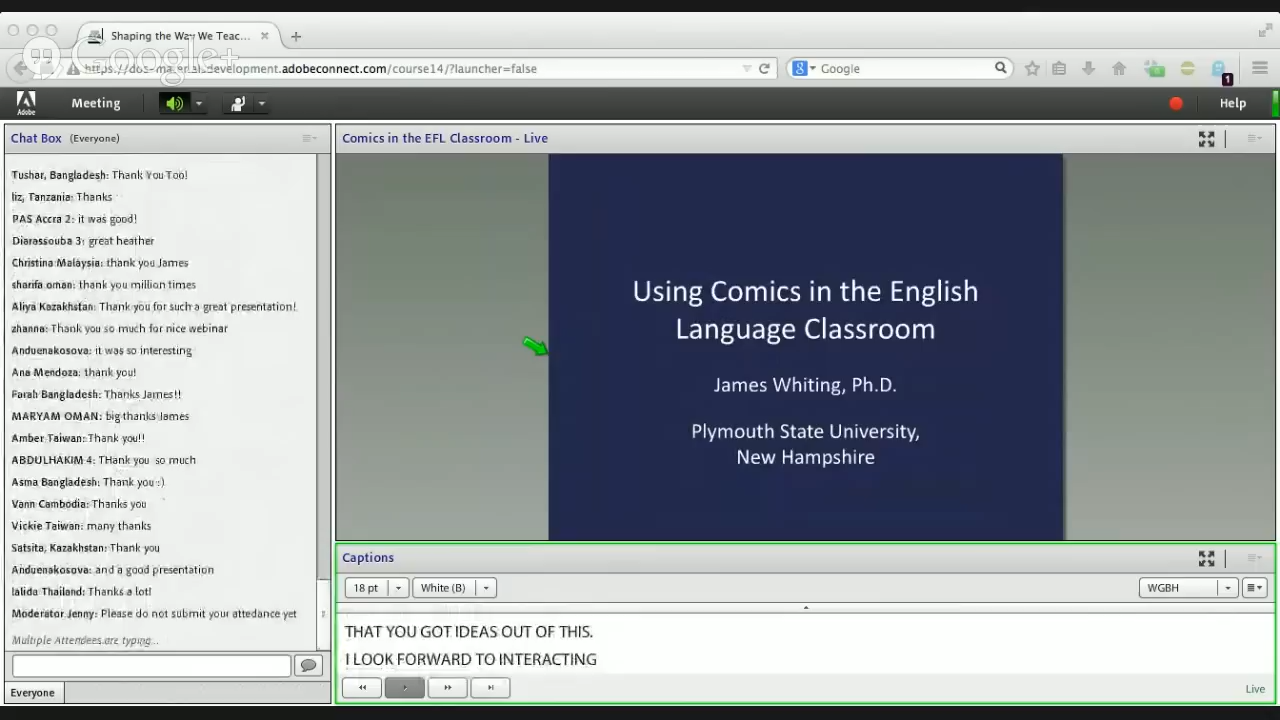 Shaping the Way We Teac...
Google+
adobeconnect.com/course14/?launcher=false
Google
1
Adobe
Meeting
Help
Chat Box (Everyone)
Tushar, Bangladesh: Thank You Too!
liz, Tanzania: Thanks
PAS Accra 2: it was good!
Diarassouba 3: great heather
Christina Malaysia: thank you James
sharifa oman: thank you million times
Aliya Kazakhstan: Thank you for such a great presentation!
zhanna: Thank you so much for nice webinar
Anduenakosova: it was so interesting
Ana Mendoza: thank you!
Farah Bangladesh: Thanks James!!
MARYAM OMAN: big thanks James
Amber Taiwan: Thank you!!
ABDULHAKIM 4: THank you so much
Asma Bangladesh: Thank you :)
Vann Cambodia: Thanks you
Vickie Taiwan: many thanks
Satsita, Kazakhstan: Thank you
Anduenakosova: and a good presentation
lalida Thailand: Thanks a lot!
Moderator Jenny: Please do not submit your attedance yet
Multiple Attendees are typing...
Everyone
Comics in the EFL Classroom - Live
Using Comics in the English
Language Classroom
James Whiting, Ph.D.
Plymouth State University,
New Hampshire
Captions
18 pt
White (B)
WGBH
THAT YOU GOT IDEAS OUT OF THIS.
I LOOK FORWARD TO INTERACTING
Live